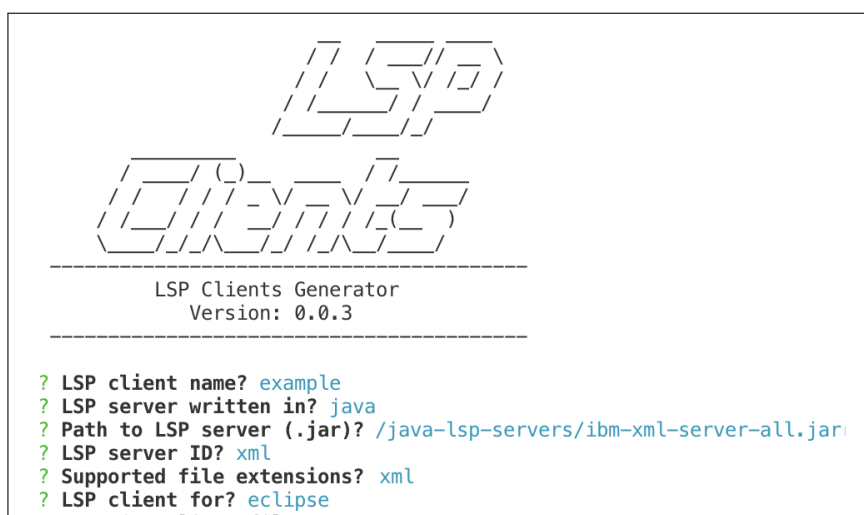 LSP
Clients
LSP Clients Generator
Version: 0.0.3
? LSP client name? example
? LSP server written in? java
? Path to LSP server (.jar)? /java-lsp-servers/ibm-xml-server-all.jar
? LSP server ID? xml
? Supported file extensions? xml
? LSP client for? eclipse